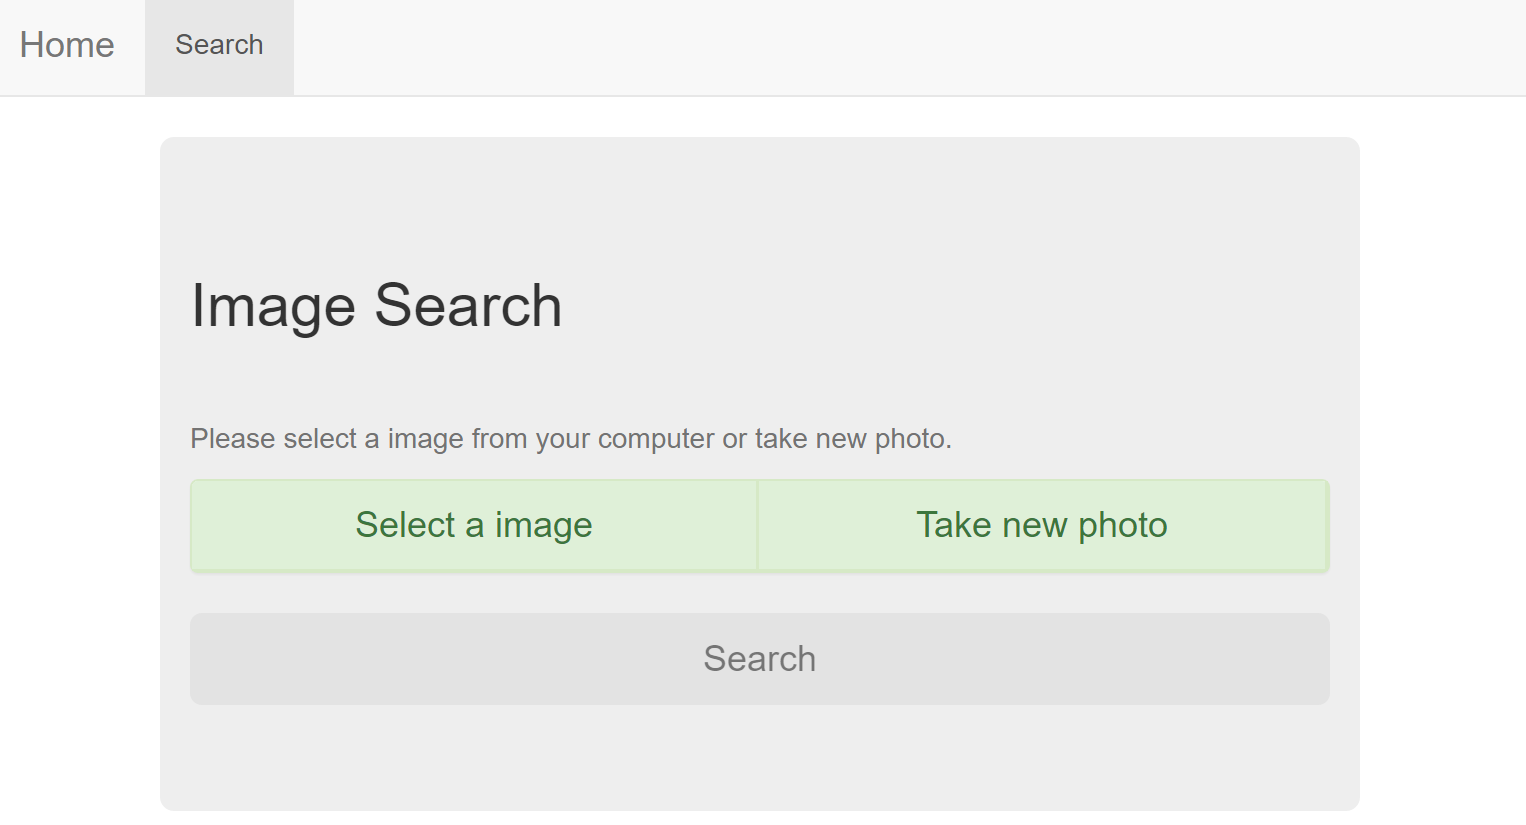 Home Search
Image Search
Please select a image from your computer or take new photo.
Select a image Take new photo
Search